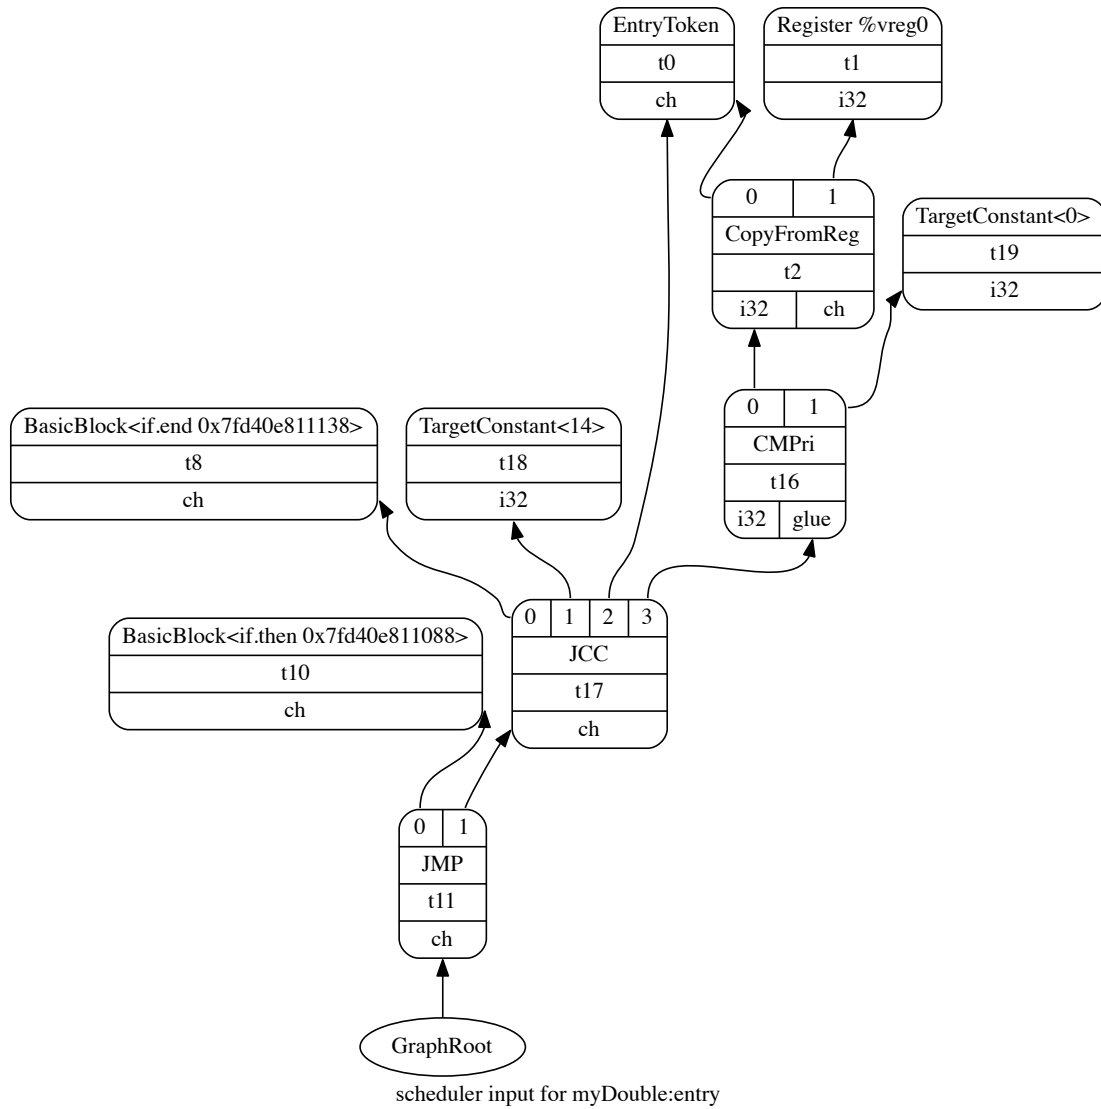 EntryToken
t0
ch
Register %vreg0
t1
i32
0 1
CopyFromReg
t2
i32 ch
TargetConstant<0>
t19
i32
0 1
CMPri
t16
i32 glue
BasicBlock<if.end 0x7fd40e811138>
t8
ch
TargetConstant<14>
t18
i32
0 1 2 3
JCC
t17
ch
BasicBlock<if.then 0x7fd40e811088>
t10
ch
0 1
JMP
t11
ch
GraphRoot
scheduler input for myDouble:entry